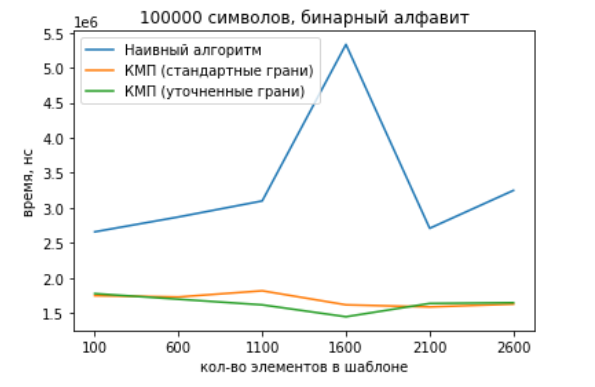 100000 символов, бинарный алфавит
1e6
Наивный алгоритм
КМП (стандартные грани)
КМП (уточненные грани)
5.5
5.0
4.5
4.0
3.5
3.0
2.5
2.0
1.5
время, нс
100 600 1100 1600 2100 2600
кол-во элементов в шаблоне